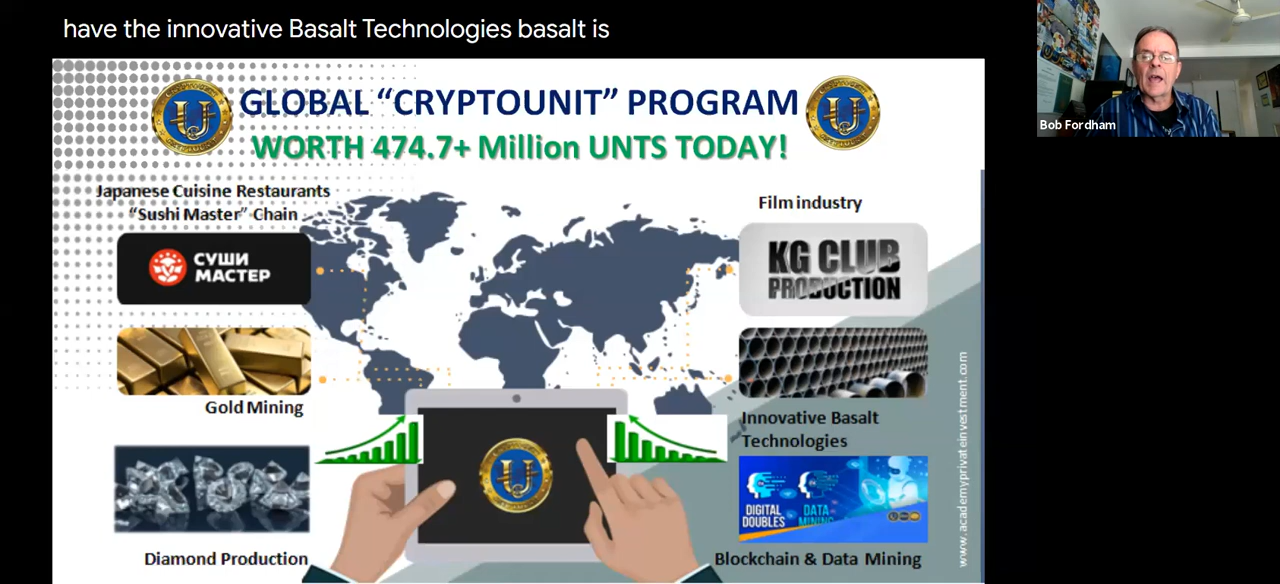 have the innovative Basalt Technologies basalt is
GLOBAL “CRYPTOUNIT” PROGRAM
WORTH 474.7+ Million UNTS TODAY!
Bob Fordham
Japanese Cuisine Restaurants
“Sushi Master” Chain
СУШИ
МАСТЕР
Gold Mining
Diamond Production
Film industry
KG CLUB
PRODUCTION
Innovative Basalt
Technologies
DIGITAL
DOUBLES
DATA
MINING
Blockchain & Data Mining
www.academyprivateinvestment.com